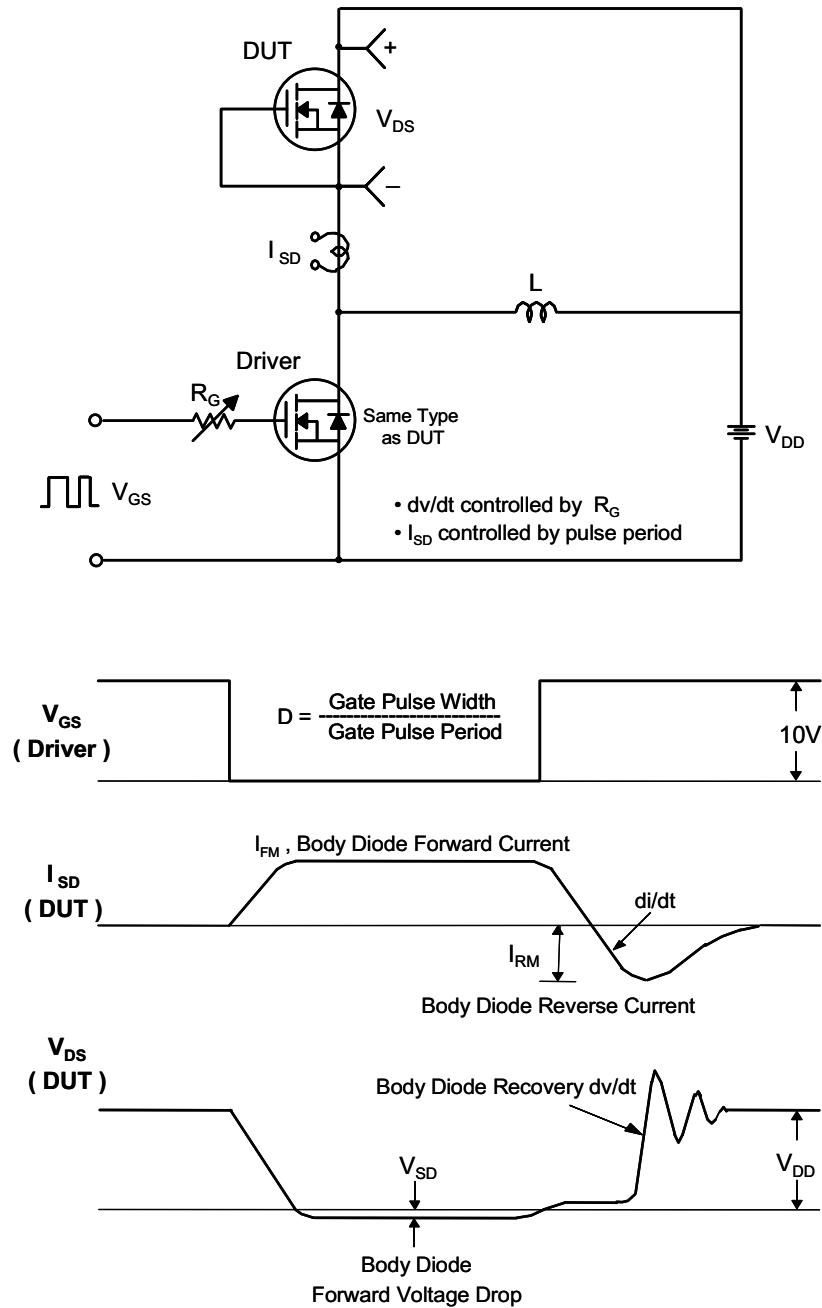 DUT
+
V_DS
–
I_SD
L
Driver
R_G
Same Type
as DUT
V_DD
V_GS
• dv/dt controlled by R_G
• I_SD controlled by pulse period
V_GS
( Driver )
D = Gate Pulse Width
--------------------------
Gate Pulse Period
10V
I_FM , Body Diode Forward Current
I_SD
( DUT )
di/dt
I_RM
Body Diode Reverse Current
V_DS
( DUT )
Body Diode Recovery dv/dt
V_SD
V_DD
Body Diode
Forward Voltage Drop